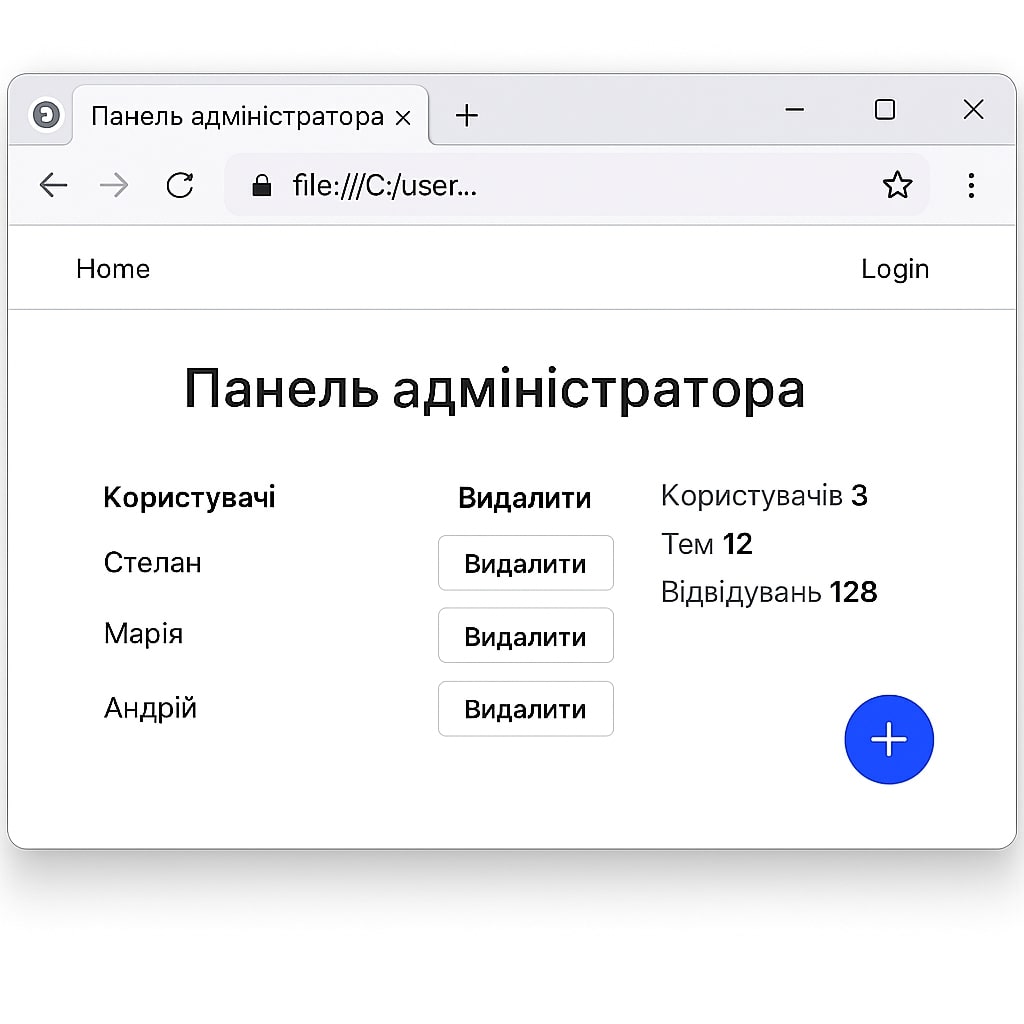 Панель адміністратора
file:///C:/user...
Home
Login
Панель адміністратора
Користувачі Видалити
Стелан Видалити
Марія Видалити
Андрій Видалити
Користувачів 3
Тем 12
Відвідувань 128